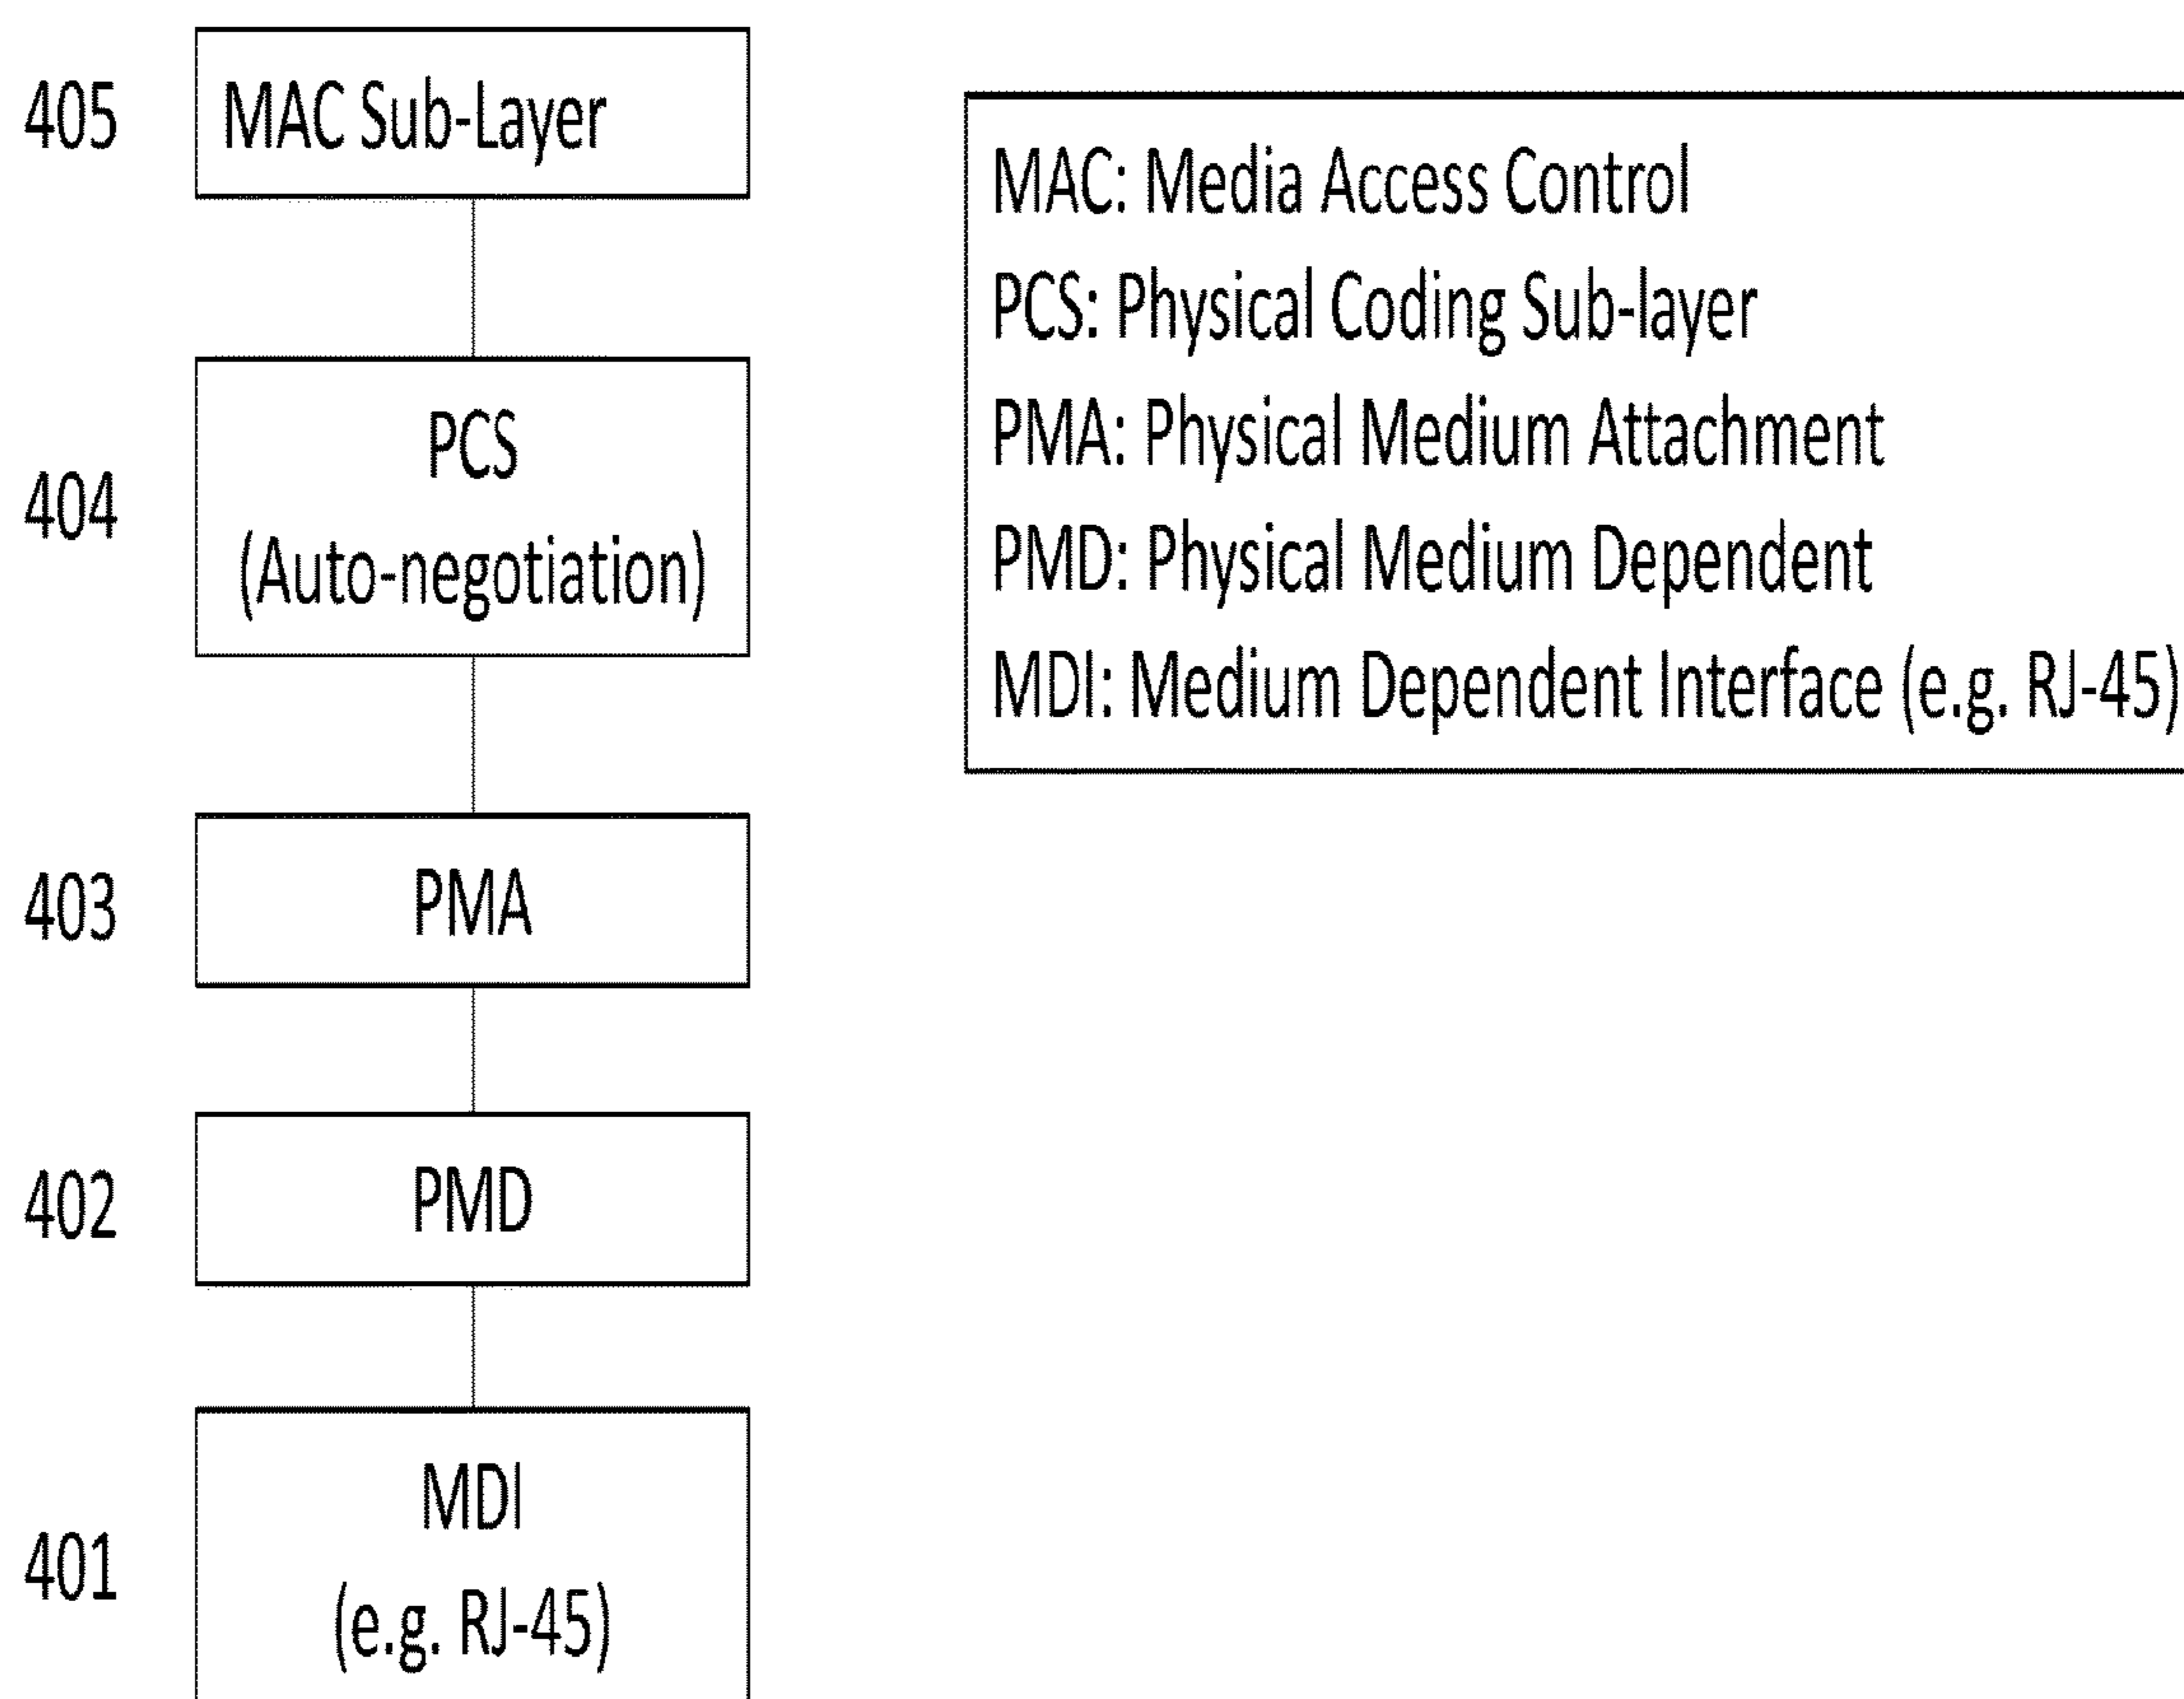 405
MAC Sub-Layer
404
PCS
(Auto-negotiation)
403
PMA
402
PMD
401
MDI
(e.g. RJ-45)
MAC: Media Access Control
PCS: Physical Coding Sub-layer
PMA: Physical Medium Attachment
PMD: Physical Medium Dependent
MDI: Medium Dependent Interface (e.g. RJ-45)